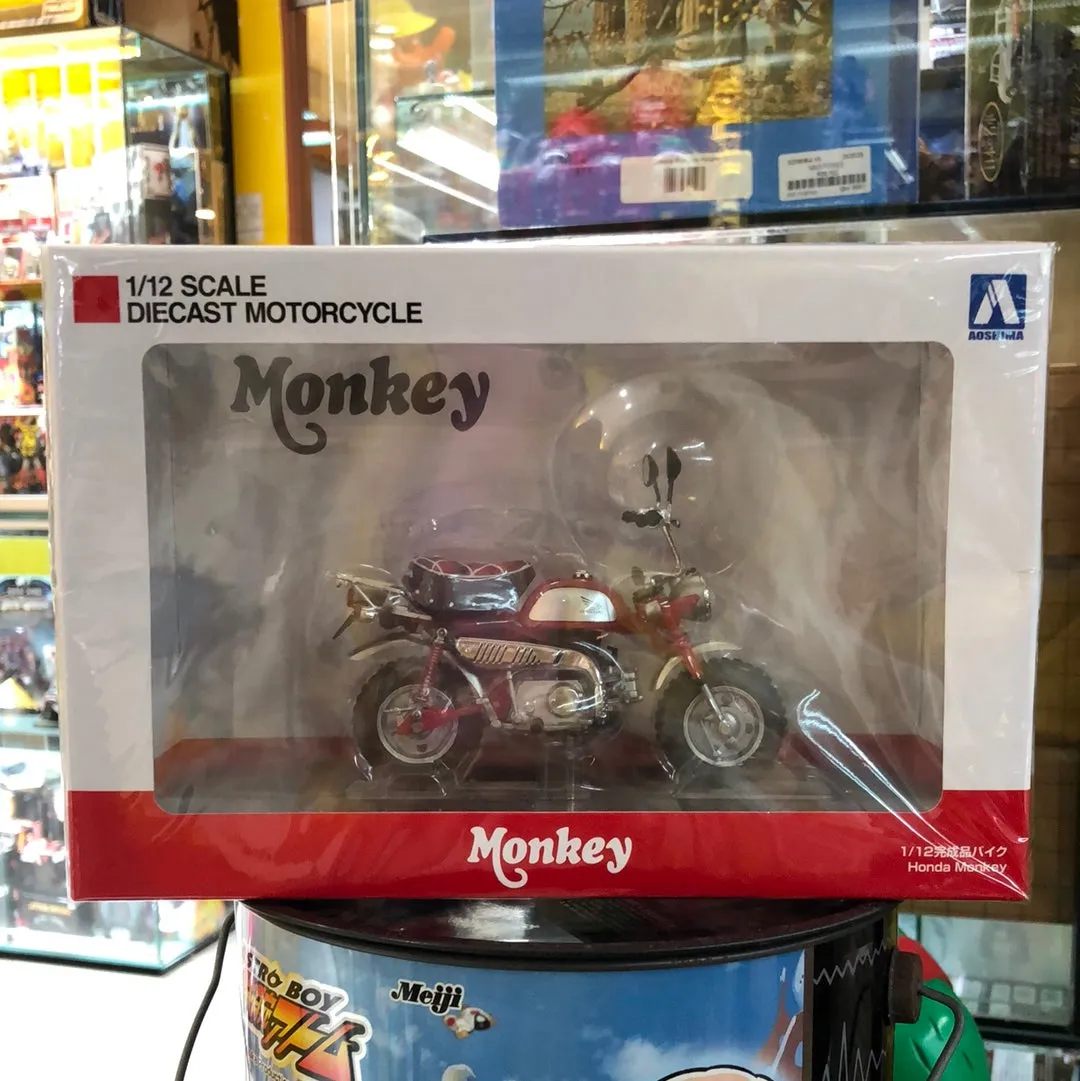 1/12 SCALE
DIECAST MOTORCYCLE
AOSHIMA
Monkey
Monkey
1/12完成品バイク
Honda Monkey
BOY
Meiji